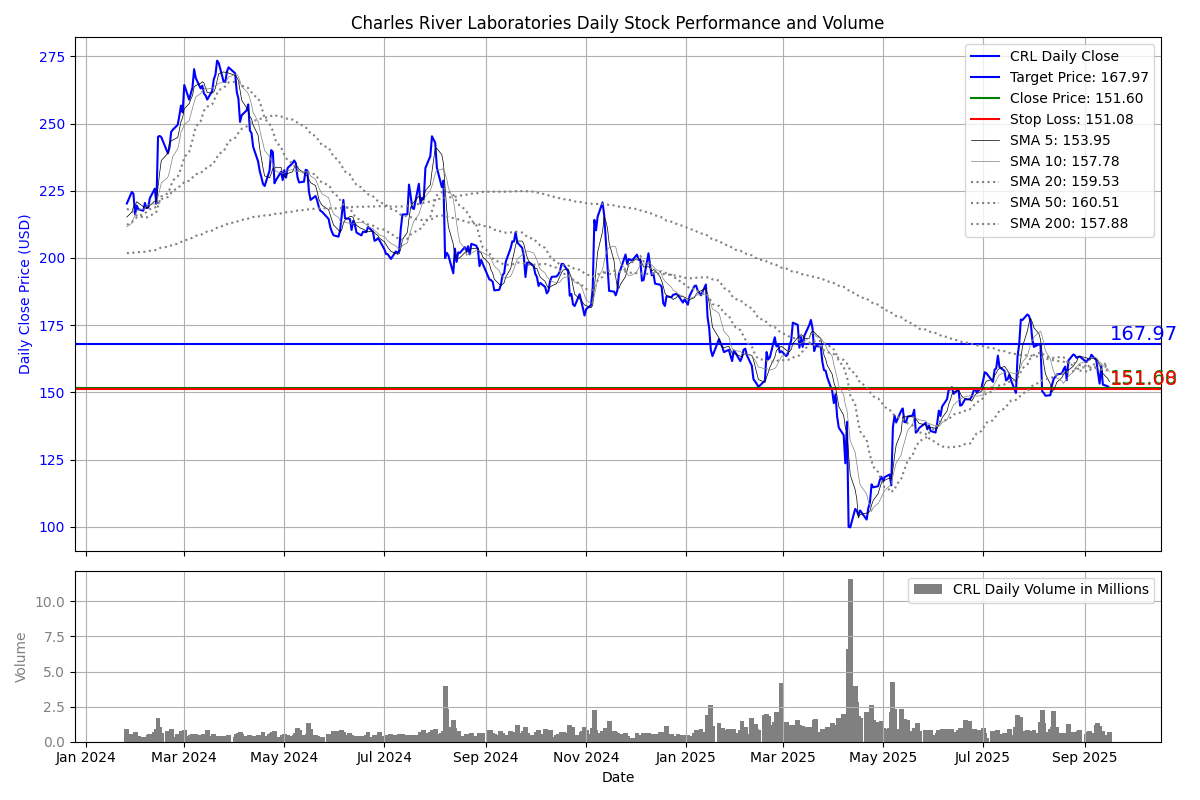 Charles River Laboratories Daily Stock Performance and Volume
275
250
225
200
175
150
125
100
Daily Close Price (USD)
CRL Daily Close
Target Price: 167.97
Close Price: 151.60
Stop Loss: 151.08
SMA 5: 153.95
SMA 10: 157.78
SMA 20: 159.53
SMA 50: 160.51
SMA 200: 157.88
167.97
151.60
151.08
10.0
7.5
5.0
2.5
0.0
Volume
CRL Daily Volume in Millions
Jan 2024
Mar 2024
May 2024
Jul 2024
Sep 2024
Nov 2024
Jan 2025
Mar 2025
May 2025
Jul 2025
Sep 2025
Date